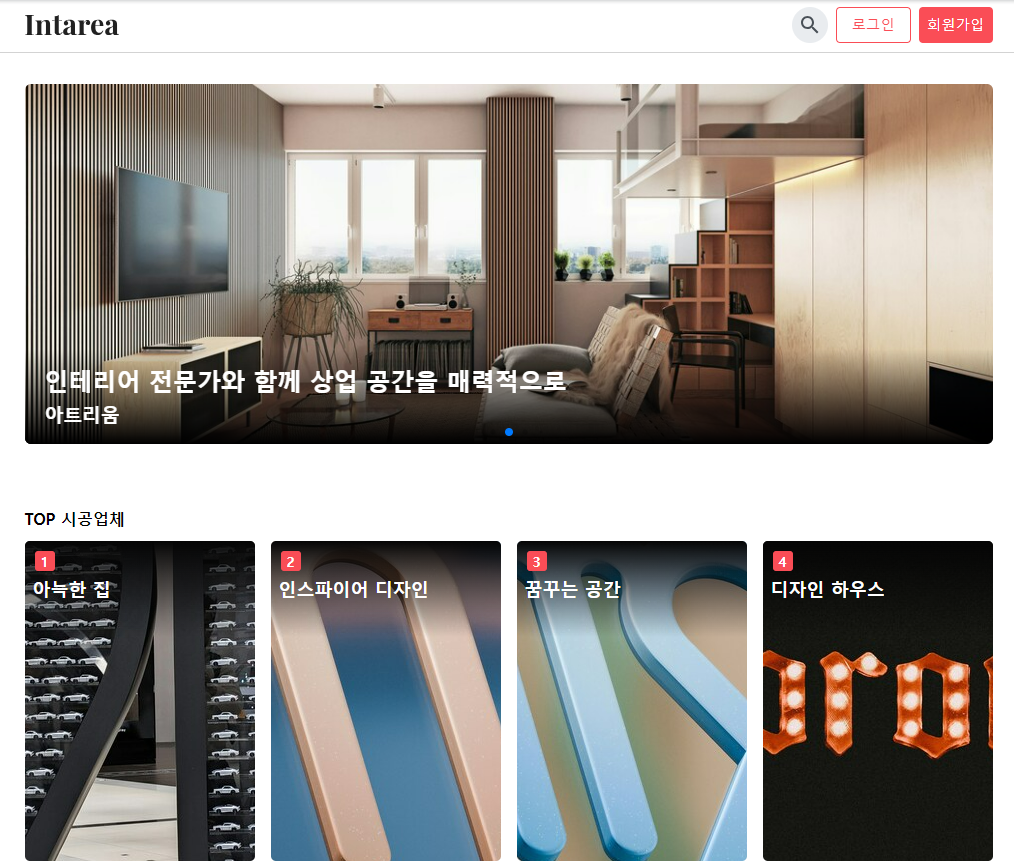 Intarea
로그인
회원가입
인테리어 전문가와 함께 상업 공간을 매력적으로
아트리움
TOP 시공업체
1
아늑한 집
2
인스파이어 디자인
3
꿈꾸는 공간
4
디자인 하우스